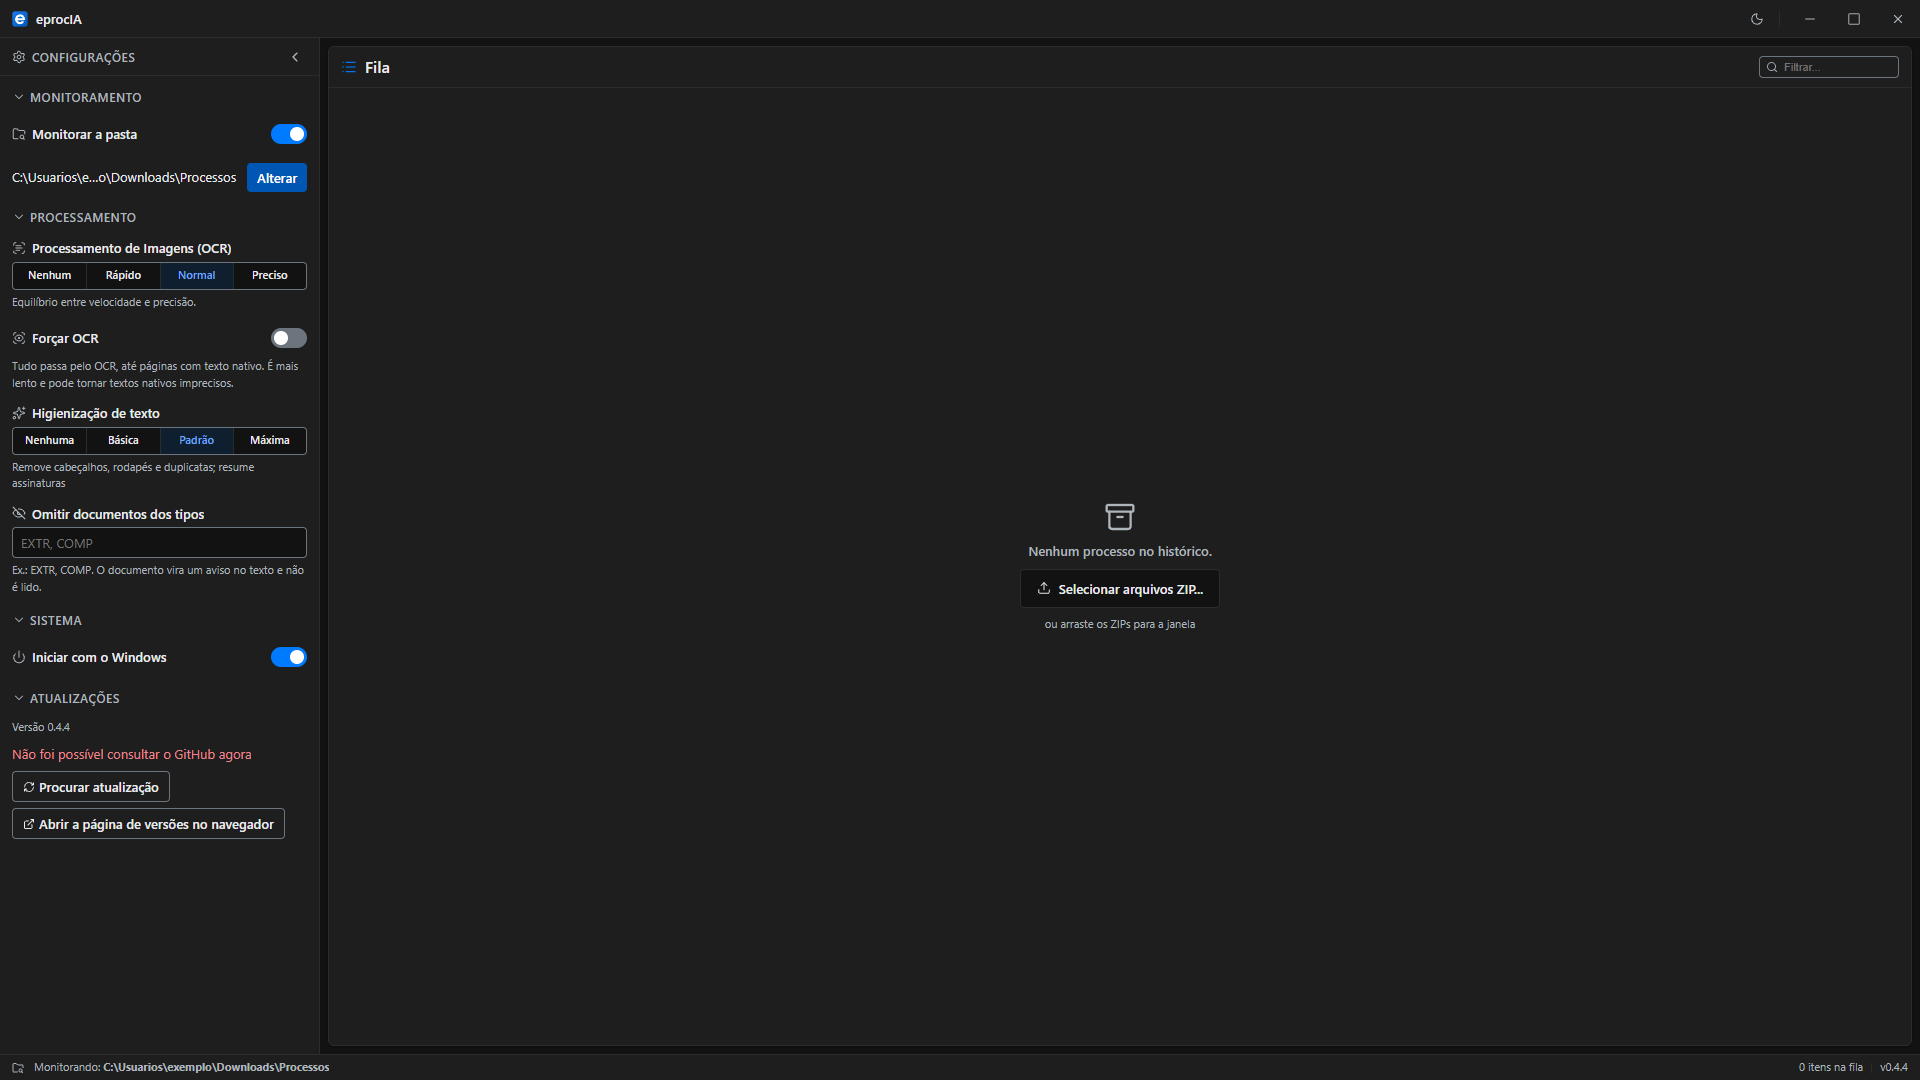 eprocIA
CONFIGURAÇÕES
MONITORAMENTO
Monitorar a pasta
C:\Usuarios\e...o\Downloads\Processos
Alterar
PROCESSAMENTO
Processamento de Imagens (OCR)
Nenhum Rápido Normal Preciso
Equilíbrio entre velocidade e precisão.
Forçar OCR
Tudo passa pelo OCR, até páginas com texto nativo. É mais
lento e pode tornar textos nativos imprecisos.
Higienização de texto
Nenhuma Básica Padrão Máxima
Remove cabeçalhos, rodapés e duplicatas; resume
assinaturas
Omitir documentos dos tipos
EXTR, COMP
Ex.: EXTR, COMP. O documento vira um aviso no texto e não
é lido.
SISTEMA
Iniciar com o Windows
ATUALIZAÇÕES
Versão 0.4.4
Não foi possível consultar o GitHub agora
Procurar atualização
Abrir a página de versões no navegador
Fila
Filtrar...
Nenhum processo no histórico.
Selecionar arquivos ZIP...
ou arraste os ZIPs para a janela
Monitorando: C:\Usuarios\exemplo\Downloads\Processos
0 itens na fila
v0.4.4